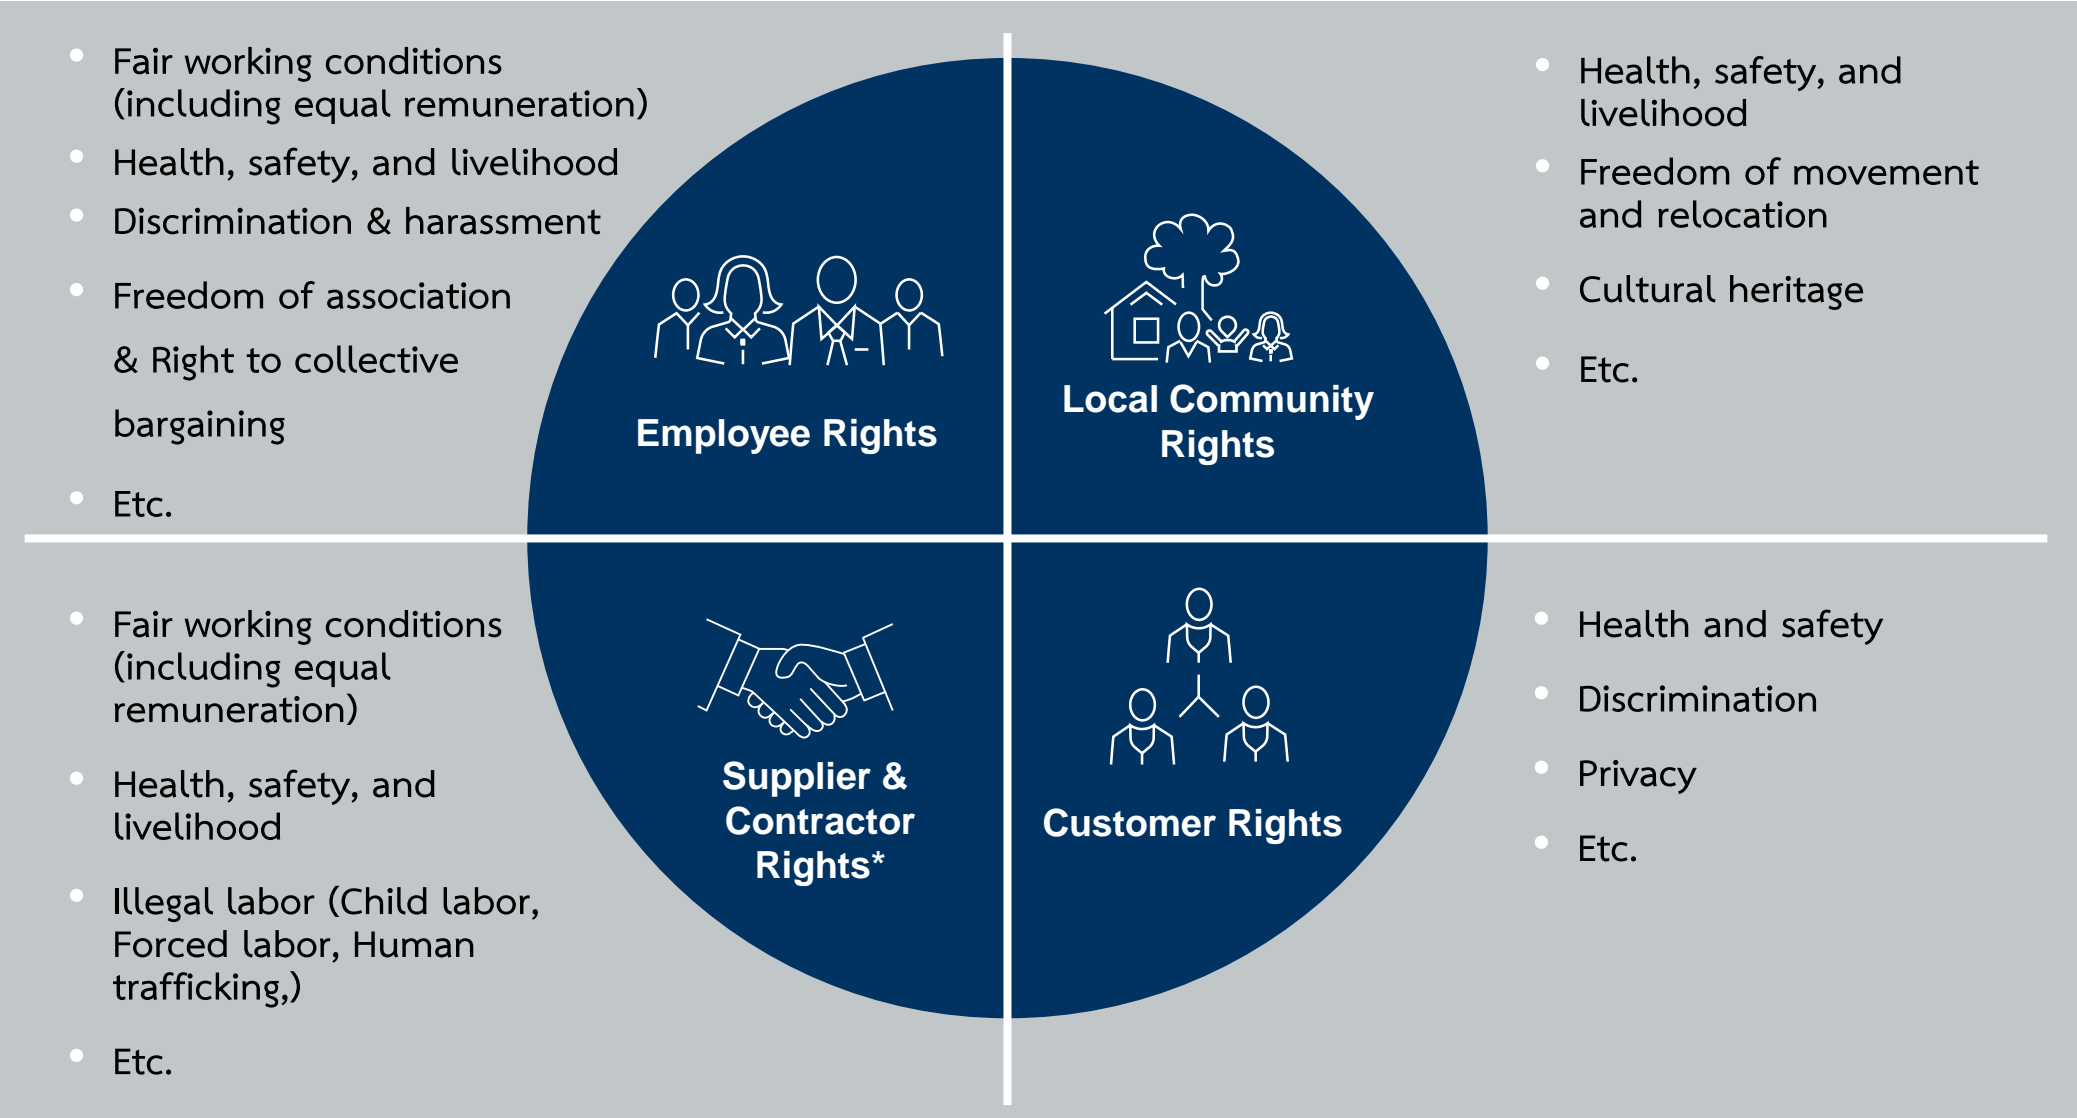 • Fair working conditions
(including equal remuneration)
• Health, safety, and livelihood
• Discrimination & harassment
• Freedom of association
& Right to collective
bargaining
• Etc.
Employee Rights
Local Community
Rights
• Health, safety, and
livelihood
• Freedom of movement
and relocation
• Cultural heritage
• Etc.
• Fair working conditions
(including equal
remuneration)
• Health, safety, and
livelihood
• Illegal labor (Child labor,
Forced labor, Human
trafficking,)
• Etc.
Supplier &
Contractor
Rights*
Customer Rights
• Health and safety
• Discrimination
• Privacy
• Etc.